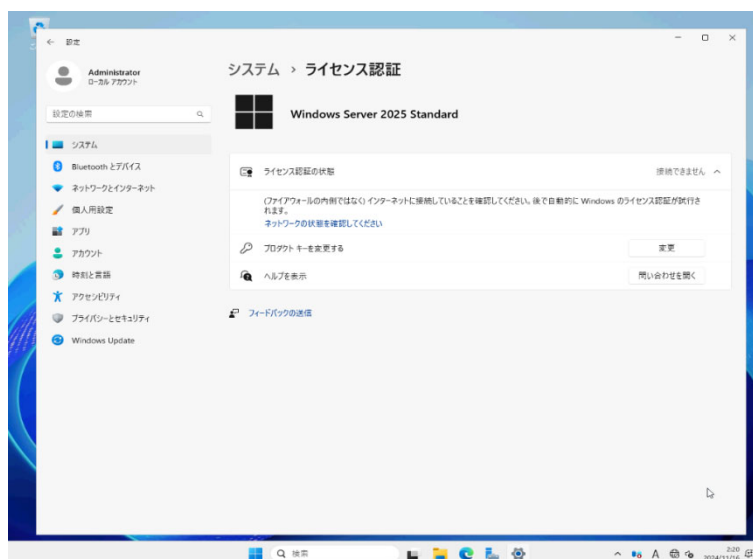 ← 設定
Administrator
ローカル アカウント
設定の検索
システム
Bluetooth とデバイス
ネットワークとインターネット
個人用設定
アプリ
アカウント
時刻と言語
アクセシビリティ
プライバシーとセキュリティ
Windows Update
システム › ライセンス認証
Windows Server 2025 Standard
ライセンス認証の状態 接続できません
(ファイアウォールの内側ではなく) インターネットに接続していることを確認してください。後で自動的に Windows のライセンス認証が試行さ
れます。
ネットワークの状態を確認してください
プロダクト キーを変更する 変更
ヘルプを表示 問い合わせを開く
フィードバックの送信
検索
A
2:20
2024/11/16